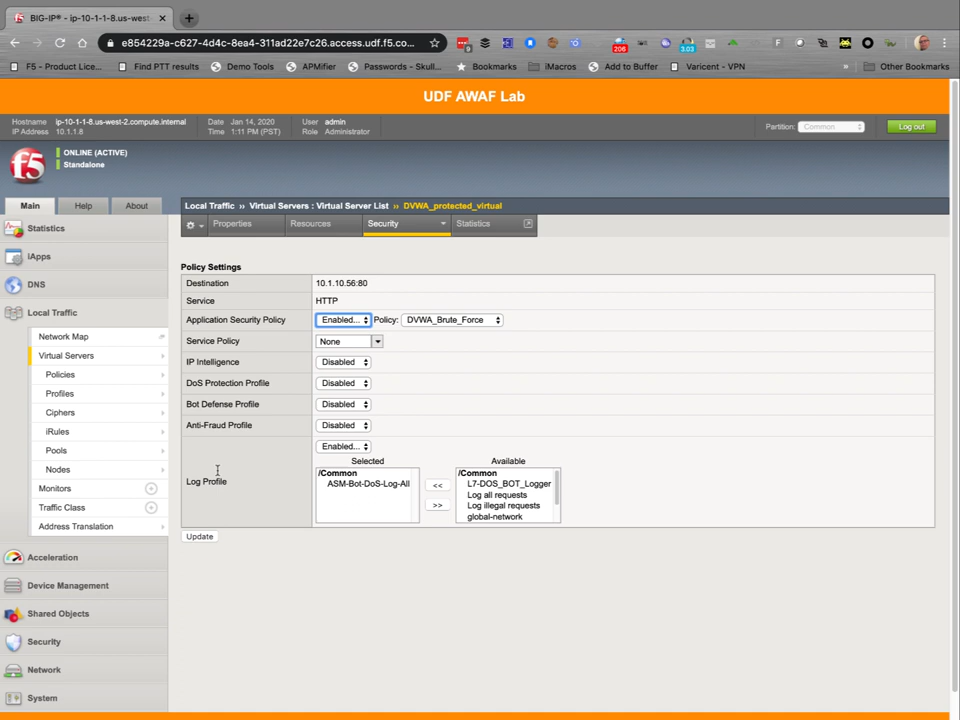 BIG-IP® - ip-10-1-1-8.us-west-
e854229a-c627-4d4c-8ea4-311ad22e7c26.access.udf.f5.co...
9
206
3.03
F
F5 - Product Lice...
Find PTT results
Demo Tools
APMifier
Passwords - Skull...
Bookmarks
iMacros
Add to Buffer
Varicent - VPN
»
Other Bookmarks
UDF AWAF Lab
Hostname ip-10-1-1-8.us-west-2.compute.internal Date Jan 14, 2020 User admin
IP Address 10.1.1.8 Time 1:11 PM (PST) Role Administrator
Partition: Common
Log out
f5
ONLINE (ACTIVE)
Standalone
Main Help About
Local Traffic ›› Virtual Servers : Virtual Server List ›› DVWA_protected_virtual
Properties Resources Security Statistics
Statistics
iApps
DNS
Local Traffic
Network Map
Virtual Servers
Policies
Profiles
Ciphers
iRules
Pools
Nodes
Monitors
Traffic Class
Address Translation
Acceleration
Device Management
Shared Objects
Security
Network
System
Policy Settings
Destination 10.1.10.56:80
Service HTTP
Application Security Policy Enabled... Policy: DVWA_Brute_Force
Service Policy None
IP Intelligence Disabled
DoS Protection Profile Disabled
Bot Defense Profile Disabled
Anti-Fraud Profile Disabled
Log Profile Enabled...
Selected Available
/Common /Common
ASM-Bot-DoS-Log-All << L7-DOS_BOT_Logger
Log all requests
>> Log illegal requests
global-network
Update